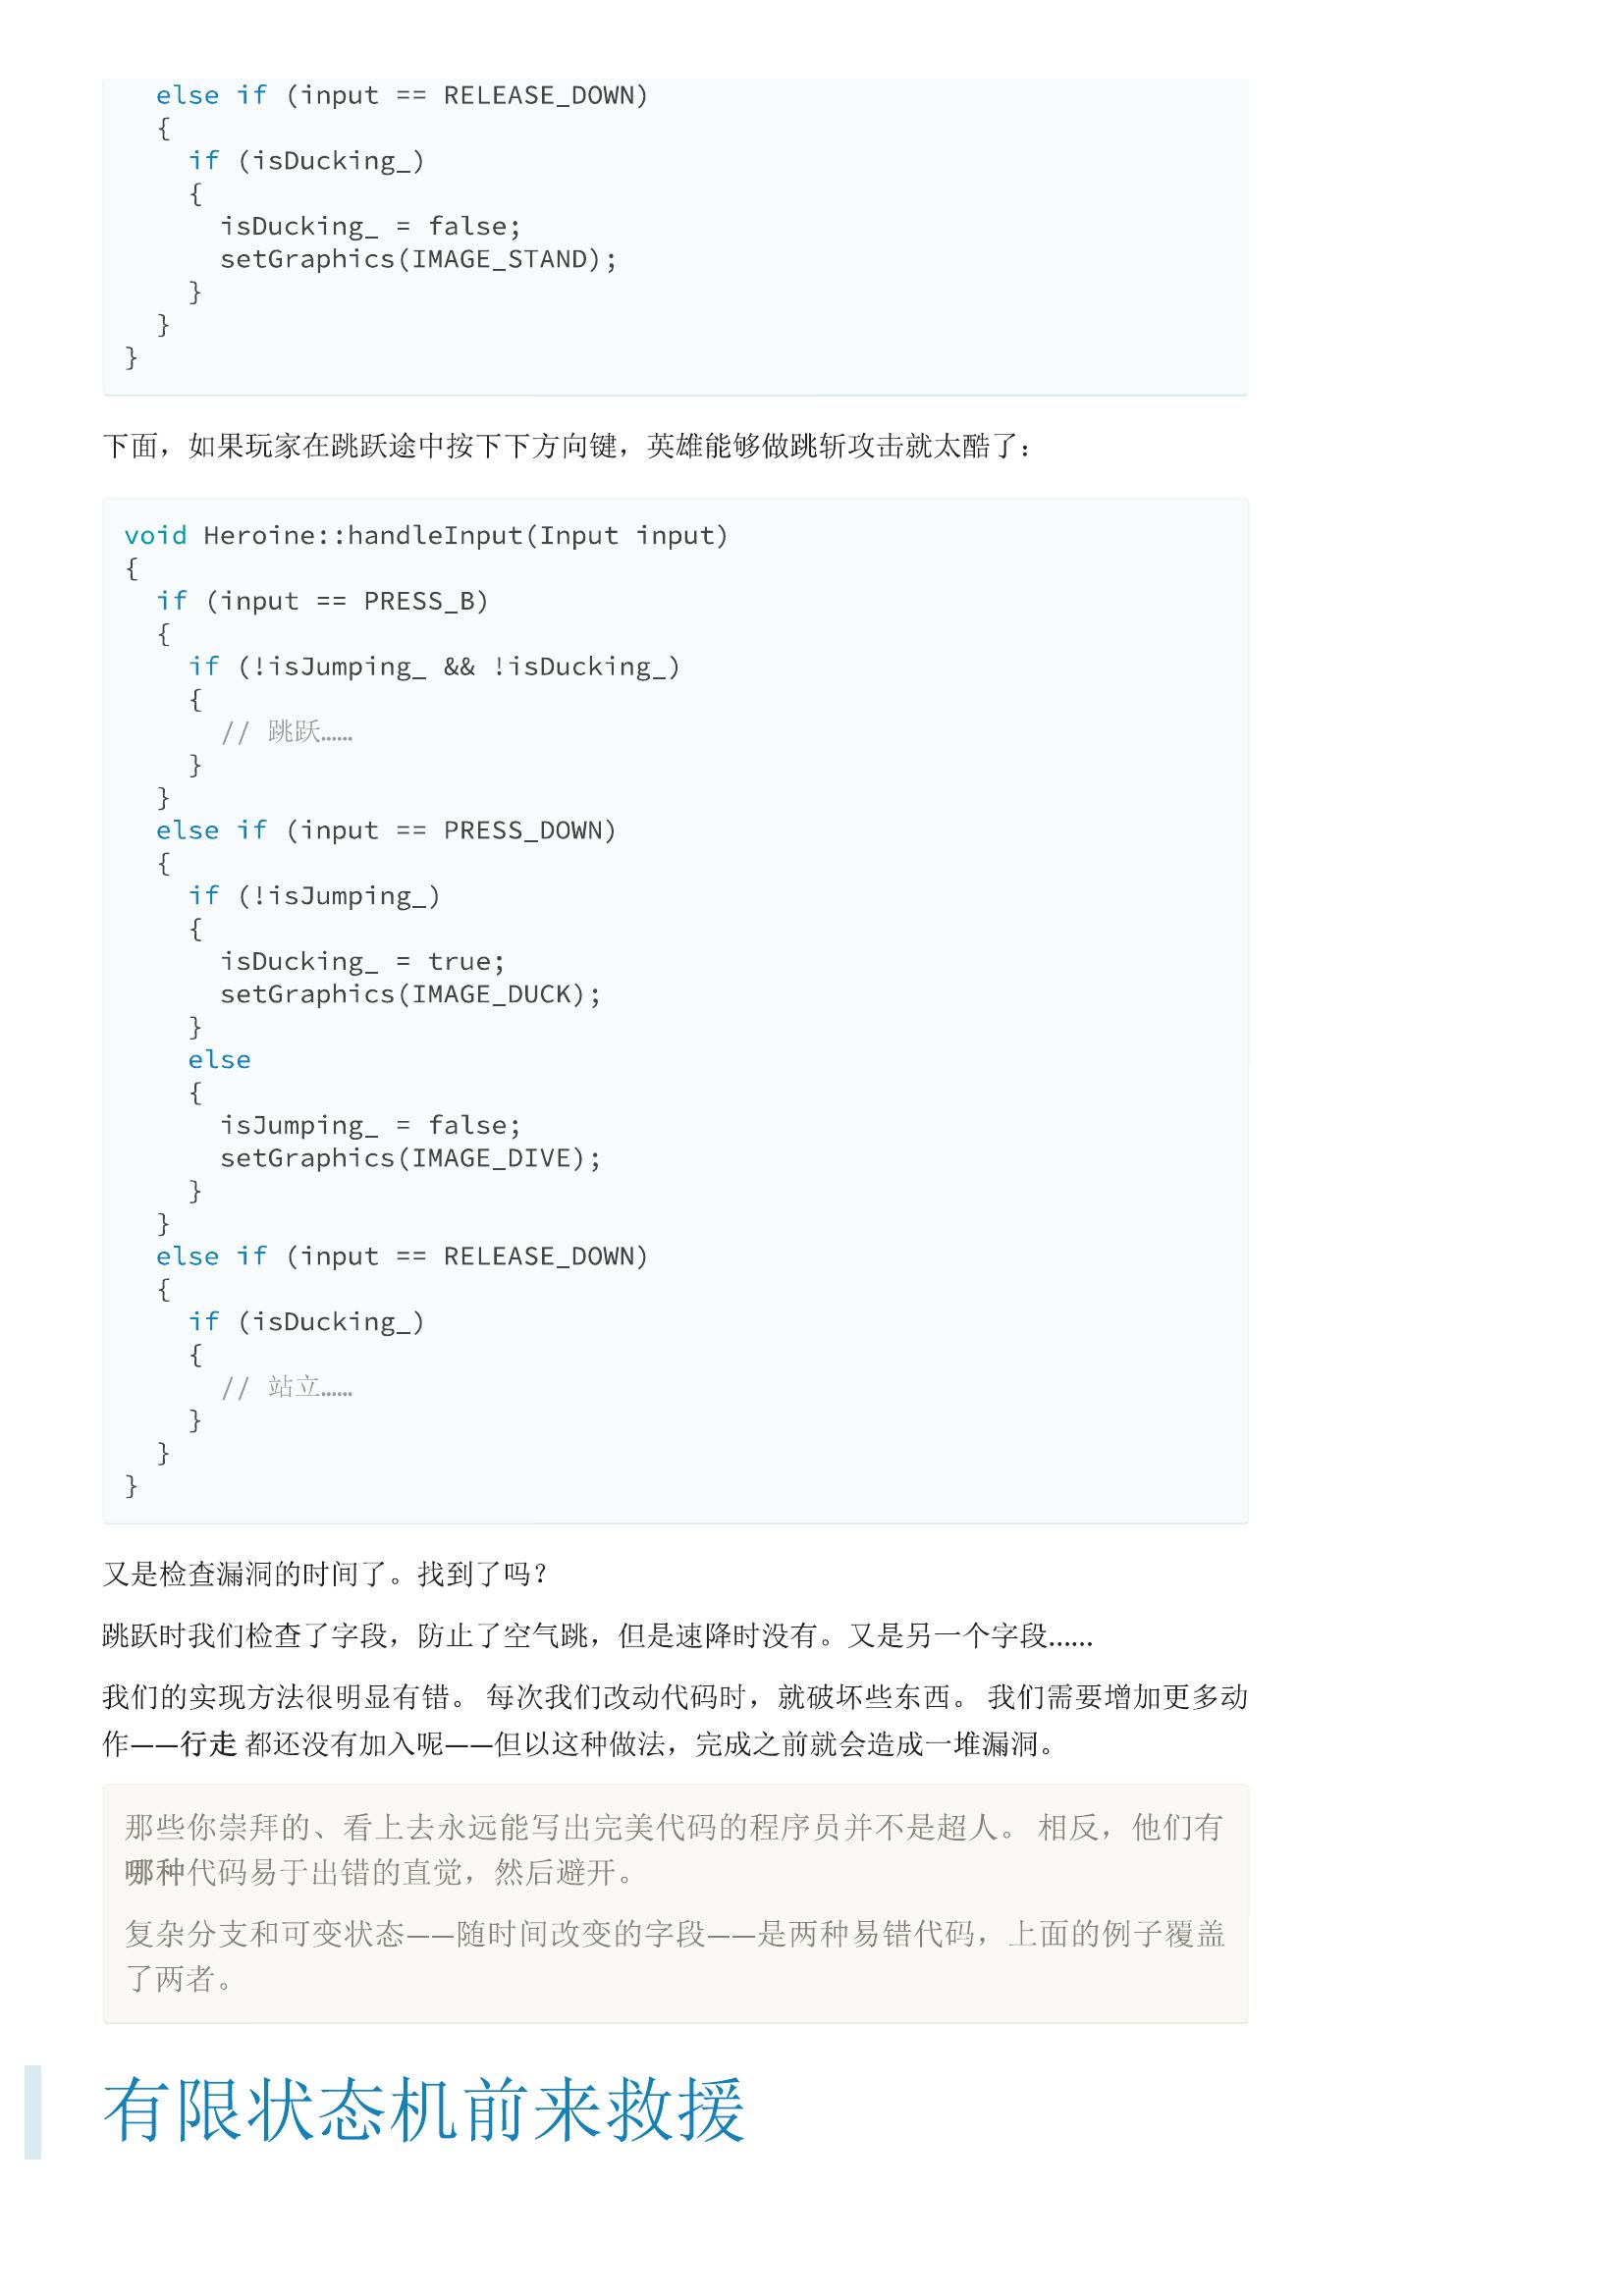 else if (input == RELEASE_DOWN)
  {
    if (isDucking_)
    {
      isDucking_ = false;
      setGraphics(IMAGE_STAND);
    }
  }
}
下面，如果玩家在跳跃途中按下下方向键，英雄能够做跳斩攻击就太酷了：
void Heroine::handleInput(Input input)
{
  if (input == PRESS_B)
  {
    if (!isJumping_ && !isDucking_)
    {
      // 跳跃……
    }
  }
  else if (input == PRESS_DOWN)
  {
    if (!isJumping_)
    {
      isDucking_ = true;
      setGraphics(IMAGE_DUCK);
    }
    else
    {
      isJumping_ = false;
      setGraphics(IMAGE_DIVE);
    }
  }
  else if (input == RELEASE_DOWN)
  {
    if (isDucking_)
    {
      // 站立……
    }
  }
}
又是检查漏洞的时间了。找到了吗？
跳跃时我们检查了字段，防止了空气跳，但是速降时没有。又是另一个字段……
我们的实现方法很明显有错。 每次我们改动代码时，就破坏些东西。 我们需要增加更多动
作——行走 都还没有加入呢——但以这种做法，完成之前就会造成一堆漏洞。
那些你崇拜的、看上去永远能写出完美代码的程序员并不是超人。 相反，他们有
哪种代码易于出错的直觉，然后避开。
复杂分支和可变状态——随时间改变的字段——是两种易错代码，上面的例子覆盖
了两者。
有限状态机前来救援